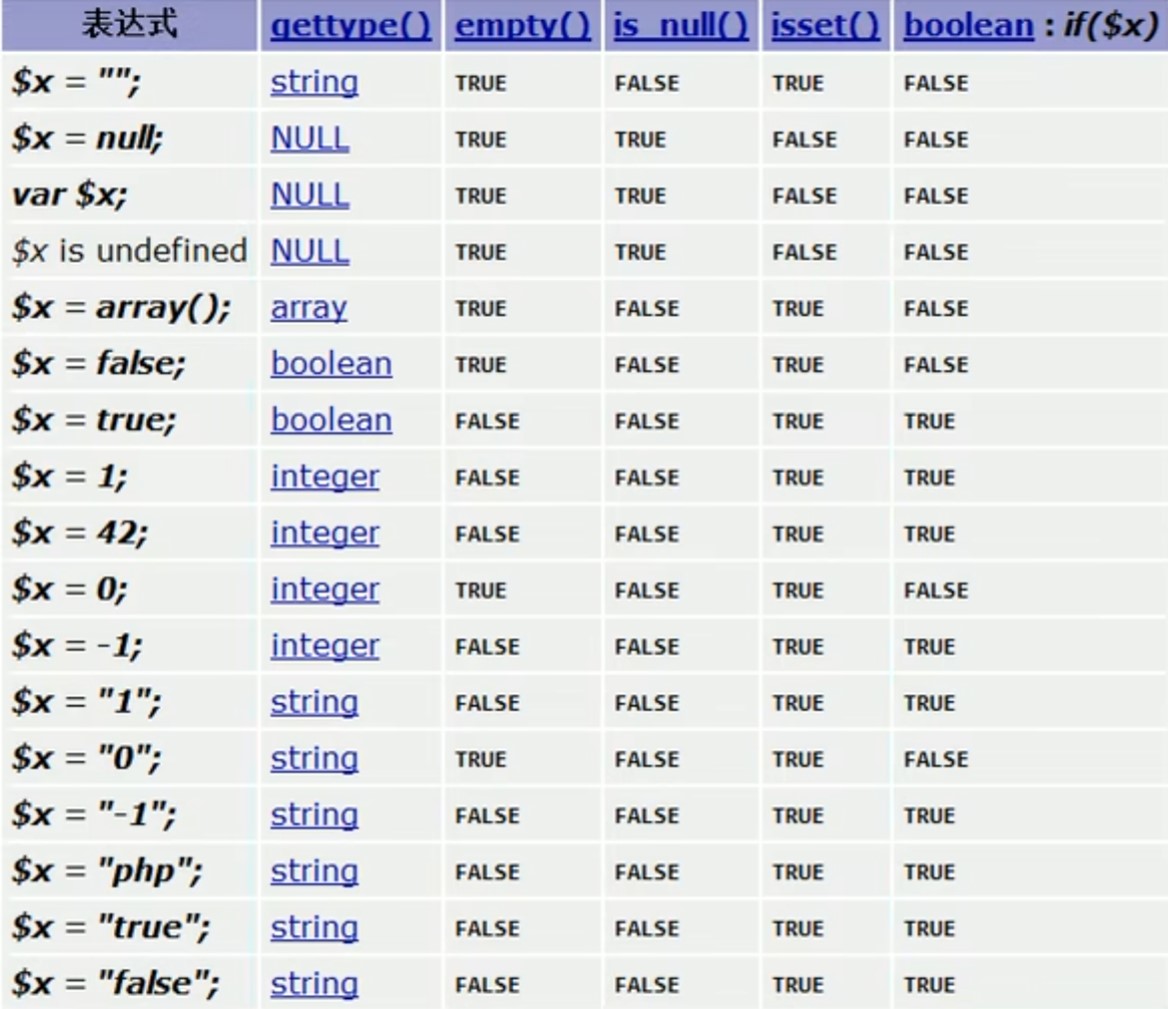 表达式 gettype() empty() is_null() isset() boolean : if($x)
$x = ""; string TRUE FALSE TRUE FALSE
$x = null; NULL TRUE TRUE FALSE FALSE
var $x; NULL TRUE TRUE FALSE FALSE
$x is undefined NULL TRUE TRUE FALSE FALSE
$x = array(); array TRUE FALSE TRUE FALSE
$x = false; boolean TRUE FALSE TRUE FALSE
$x = true; boolean FALSE FALSE TRUE TRUE
$x = 1; integer FALSE FALSE TRUE TRUE
$x = 42; integer FALSE FALSE TRUE TRUE
$x = 0; integer TRUE FALSE TRUE FALSE
$x = -1; integer FALSE FALSE TRUE TRUE
$x = "1"; string FALSE FALSE TRUE TRUE
$x = "0"; string TRUE FALSE TRUE FALSE
$x = "-1"; string FALSE FALSE TRUE TRUE
$x = "php"; string FALSE FALSE TRUE TRUE
$x = "true"; string FALSE FALSE TRUE TRUE
$x = "false"; string FALSE FALSE TRUE TRUE